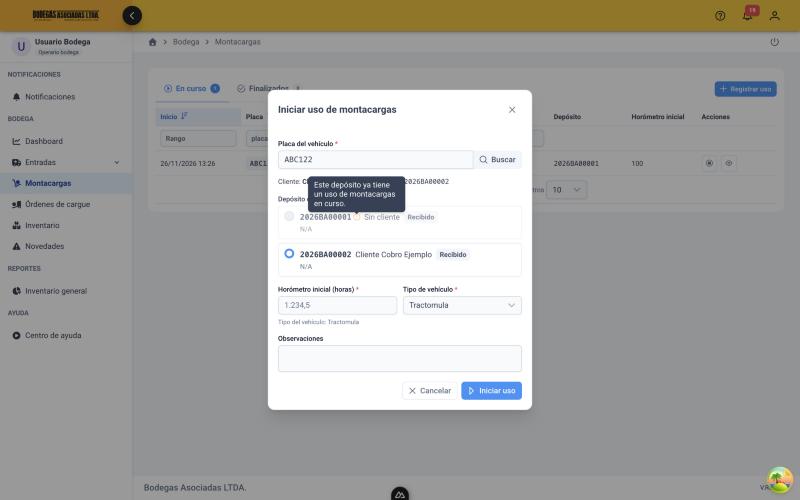 BODEGAS ASOCIADAS LTDA.
19
U
Usuario Bodega
Operario bodega
Bodega
Montacargas
NOTIFICACIONES
Notificaciones
BODEGA
Dashboard
Entradas
Montacargas
Órdenes de cargue
Inventario
Novedades
REPORTES
Inventario general
AYUDA
Centro de ayuda
En curso 1
Finalizados
Registrar uso
Inicio
Placa
Depósito
Horómetro inicial
Acciones
Rango
placa
26/11/2026 13:26
ABC1
2026BA00001
100
10
Iniciar uso de montacargas
Placa del vehículo *
ABC122
Buscar
Cliente:
2026BA00002
Este depósito ya tiene
un uso de montacargas
en curso.
Depósito
2026BA00001 Sin cliente Recibido
N/A
2026BA00002 Cliente Cobro Ejemplo Recibido
N/A
Horómetro inicial (horas) *
Tipo de vehículo *
1.234,5
Tractomula
Tipo del vehículo: Tractomula
Observaciones
Cancelar
Iniciar uso
Bodegas Asociadas LTDA.